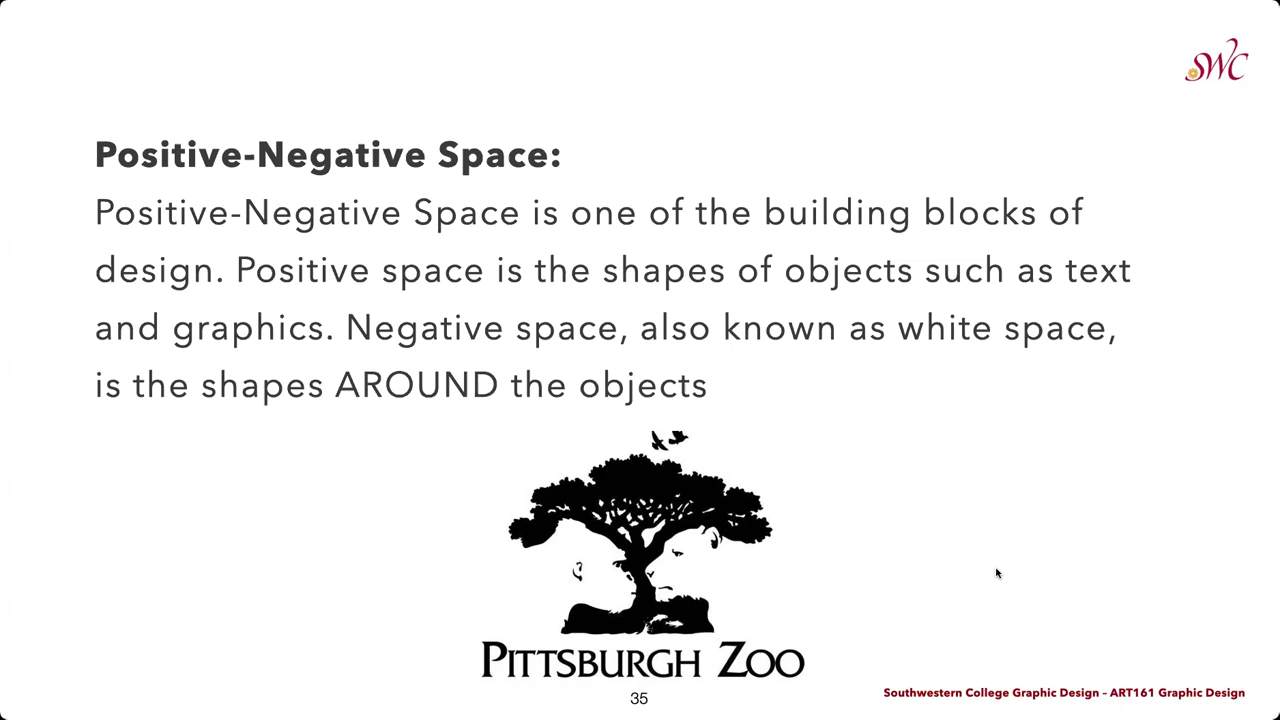 SWC
Positive-Negative Space:
Positive-Negative Space is one of the building blocks of
design. Positive space is the shapes of objects such as text
and graphics. Negative space, also known as white space,
is the shapes AROUND the objects
PITTSBURGH ZOO
35
Southwestern College Graphic Design – ART161 Graphic Design